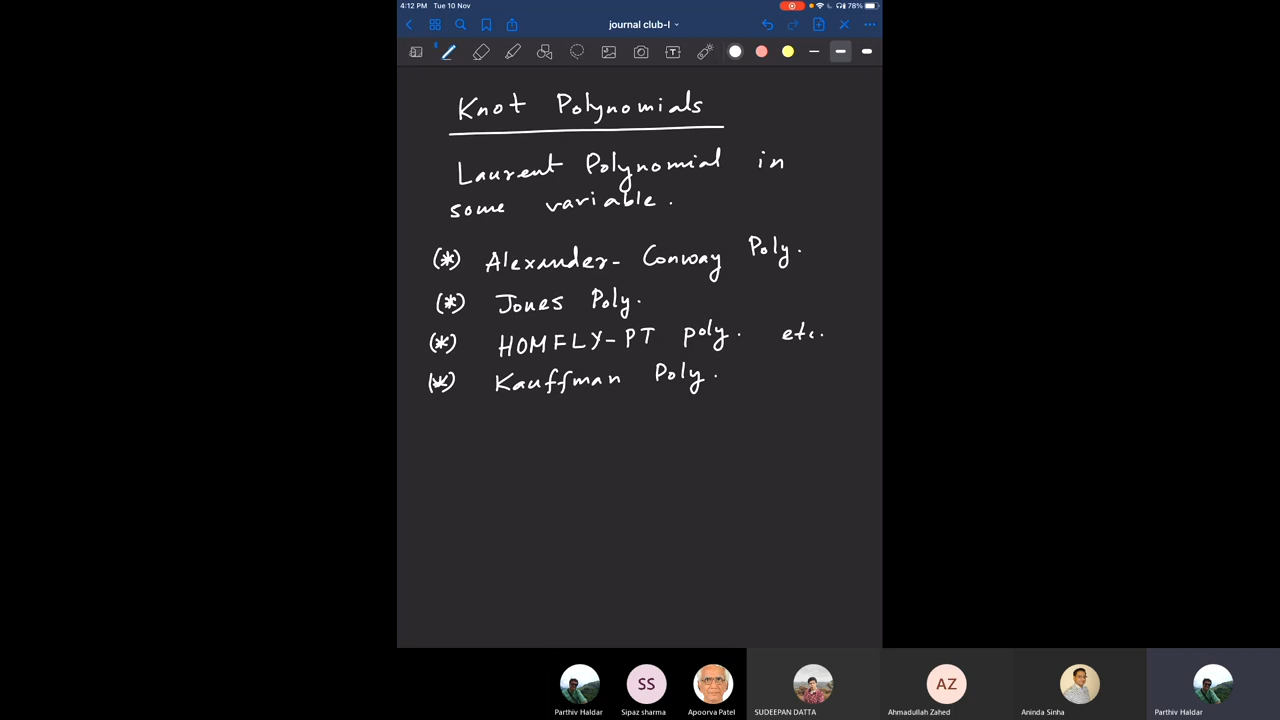 4:12 PM Tue 10 Nov
78%
journal club-I
Knot Polynomials
Laurent Polynomial in
some variable.
(*) Alexander- Conway Poly.
(*) Jones Poly.
(*) HOMFLY-PT poly. etc.
(*) Kauffman Poly.
SS
AZ
Parthiv Haldar
Sipaz sharma
Apoorva Patel
SUDEEPAN DATTA
Ahmadullah Zahed
Aninda Sinha
Parthiv Haldar